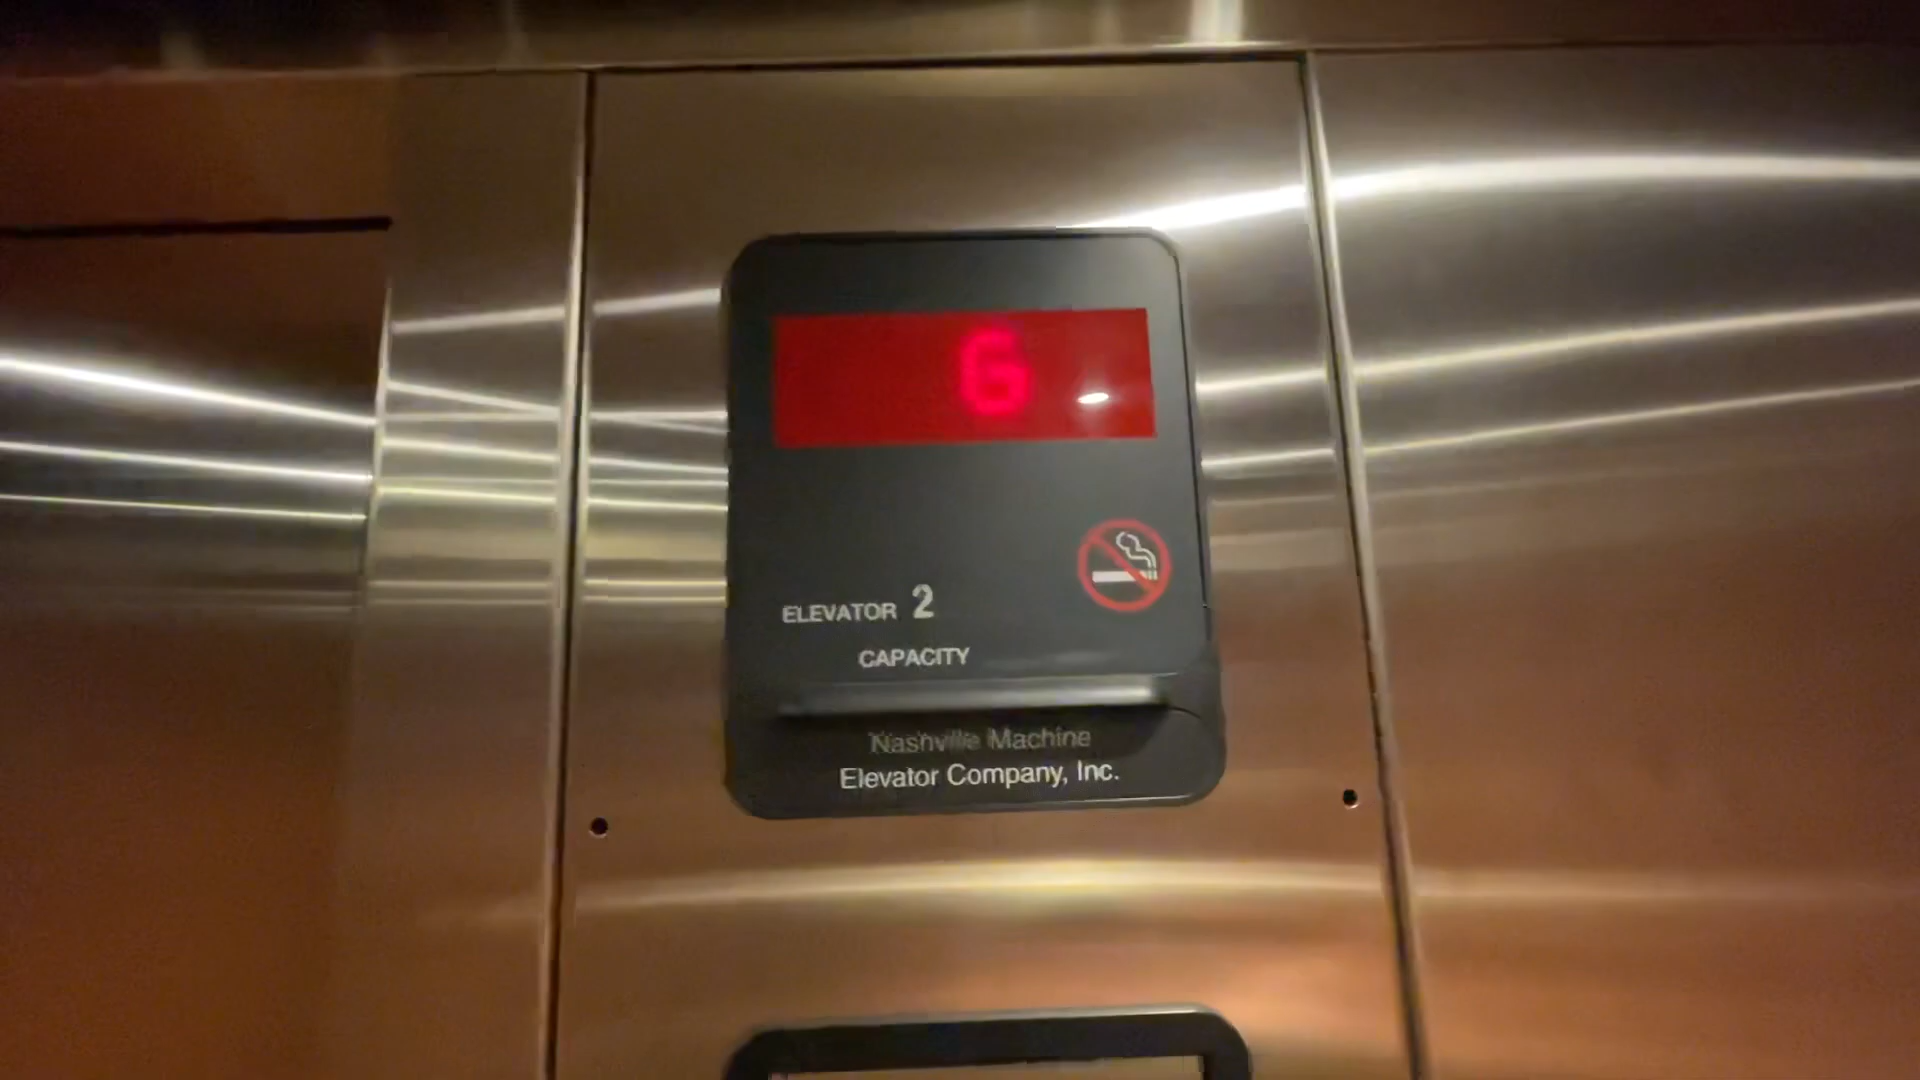 6
ELEVATOR 2
CAPACITY
Nashville Machine
Elevator Company, Inc.